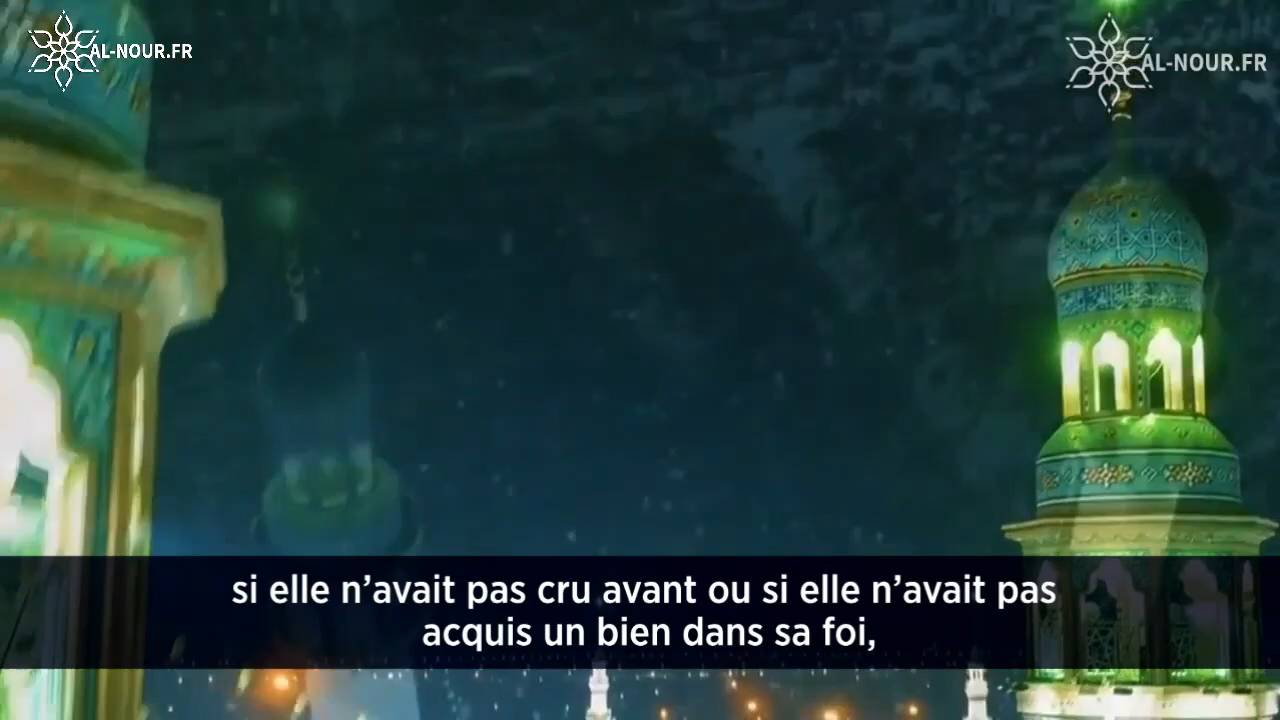 AL-NOUR.FR
AL-NOUR.FR
si elle n’avait pas cru avant ou si elle n’avait pas
acquis un bien dans sa foi,